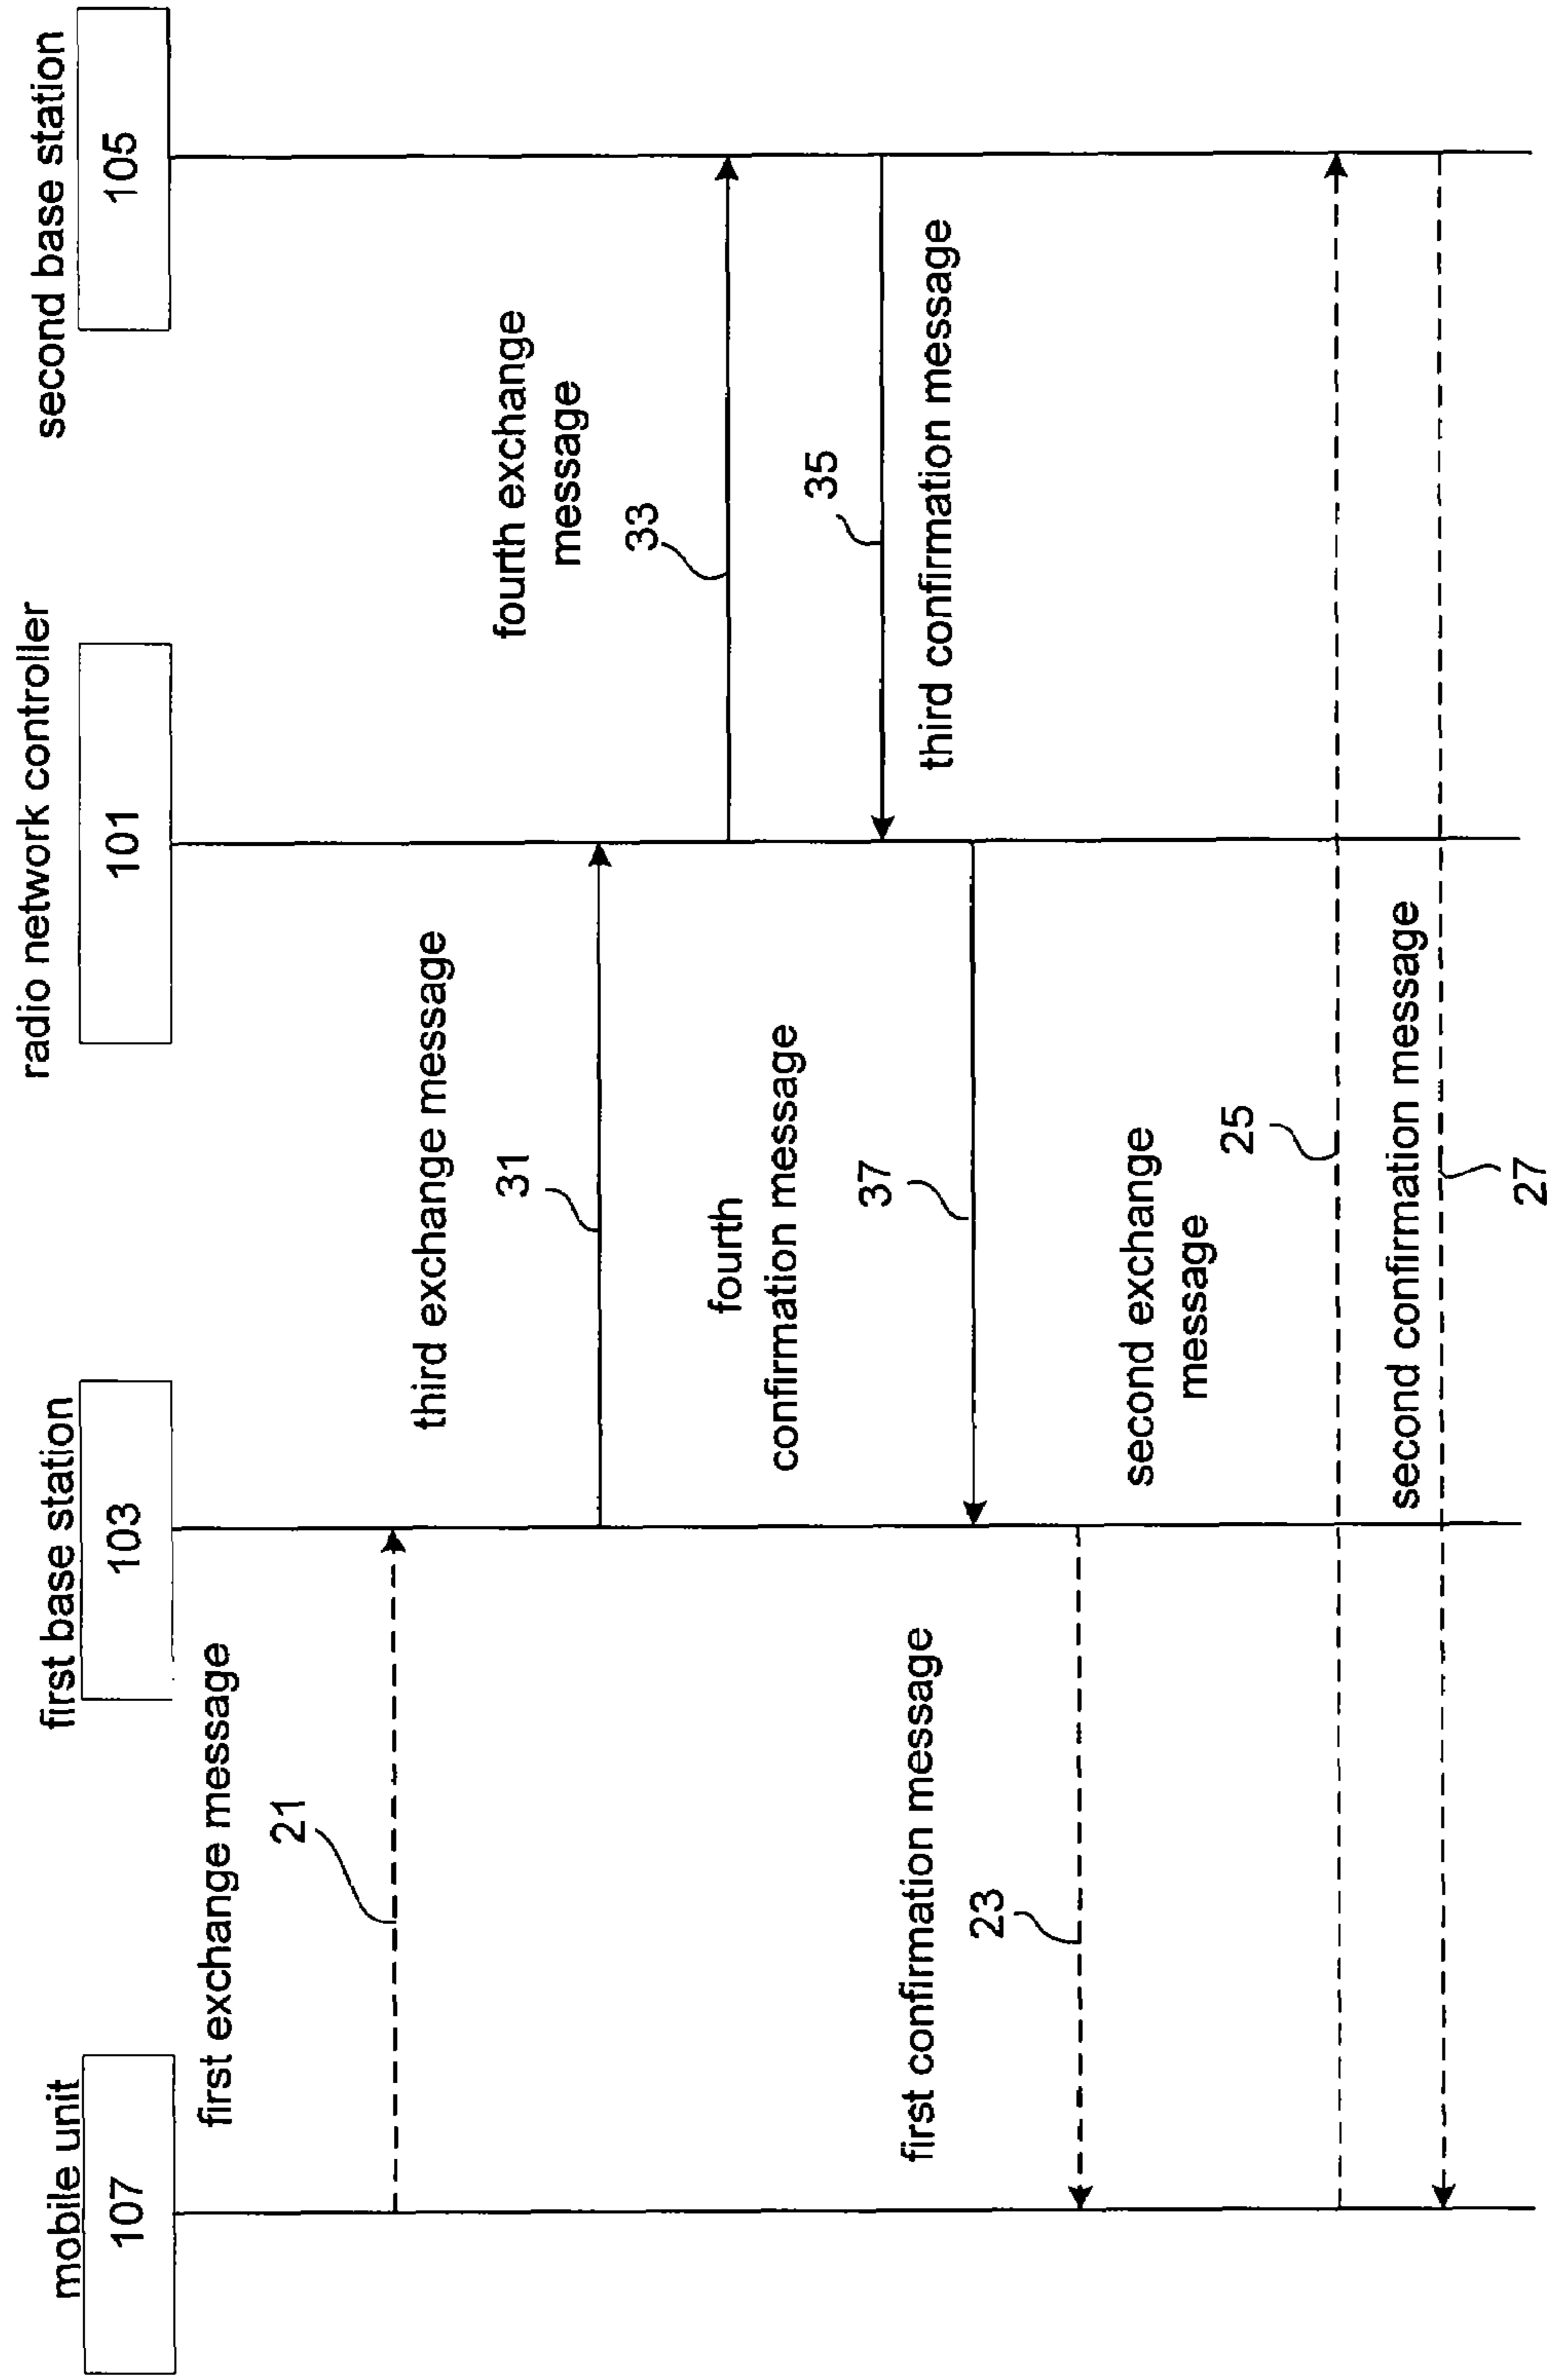 mobile unit
107
first base station
103
radio network controller
101
second base station
105
first exchange message
21
third exchange message
31
fourth exchange
message
33
35
third confirmation message
fourth
confirmation message
37
first confirmation message
23
second exchange
message
25
second confirmation message
27